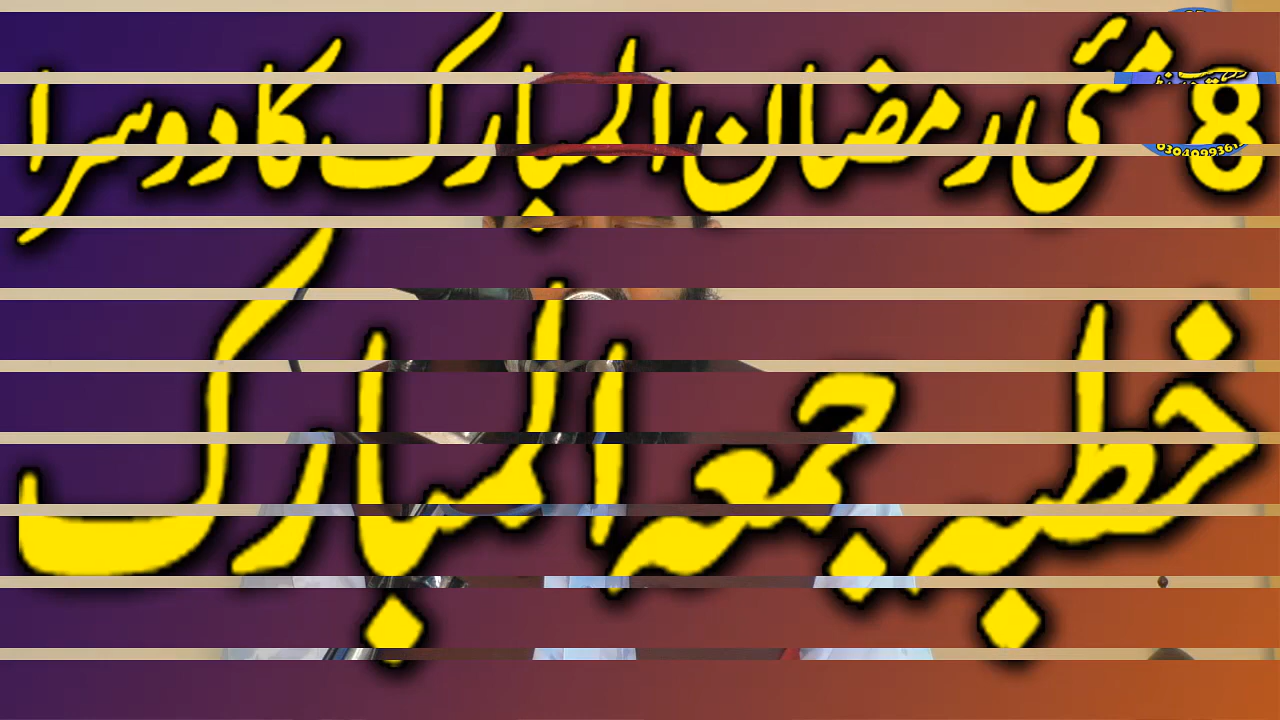 8 مئی رمضان المبارک کا دوسرا
خطبہ جمعہ المبارک